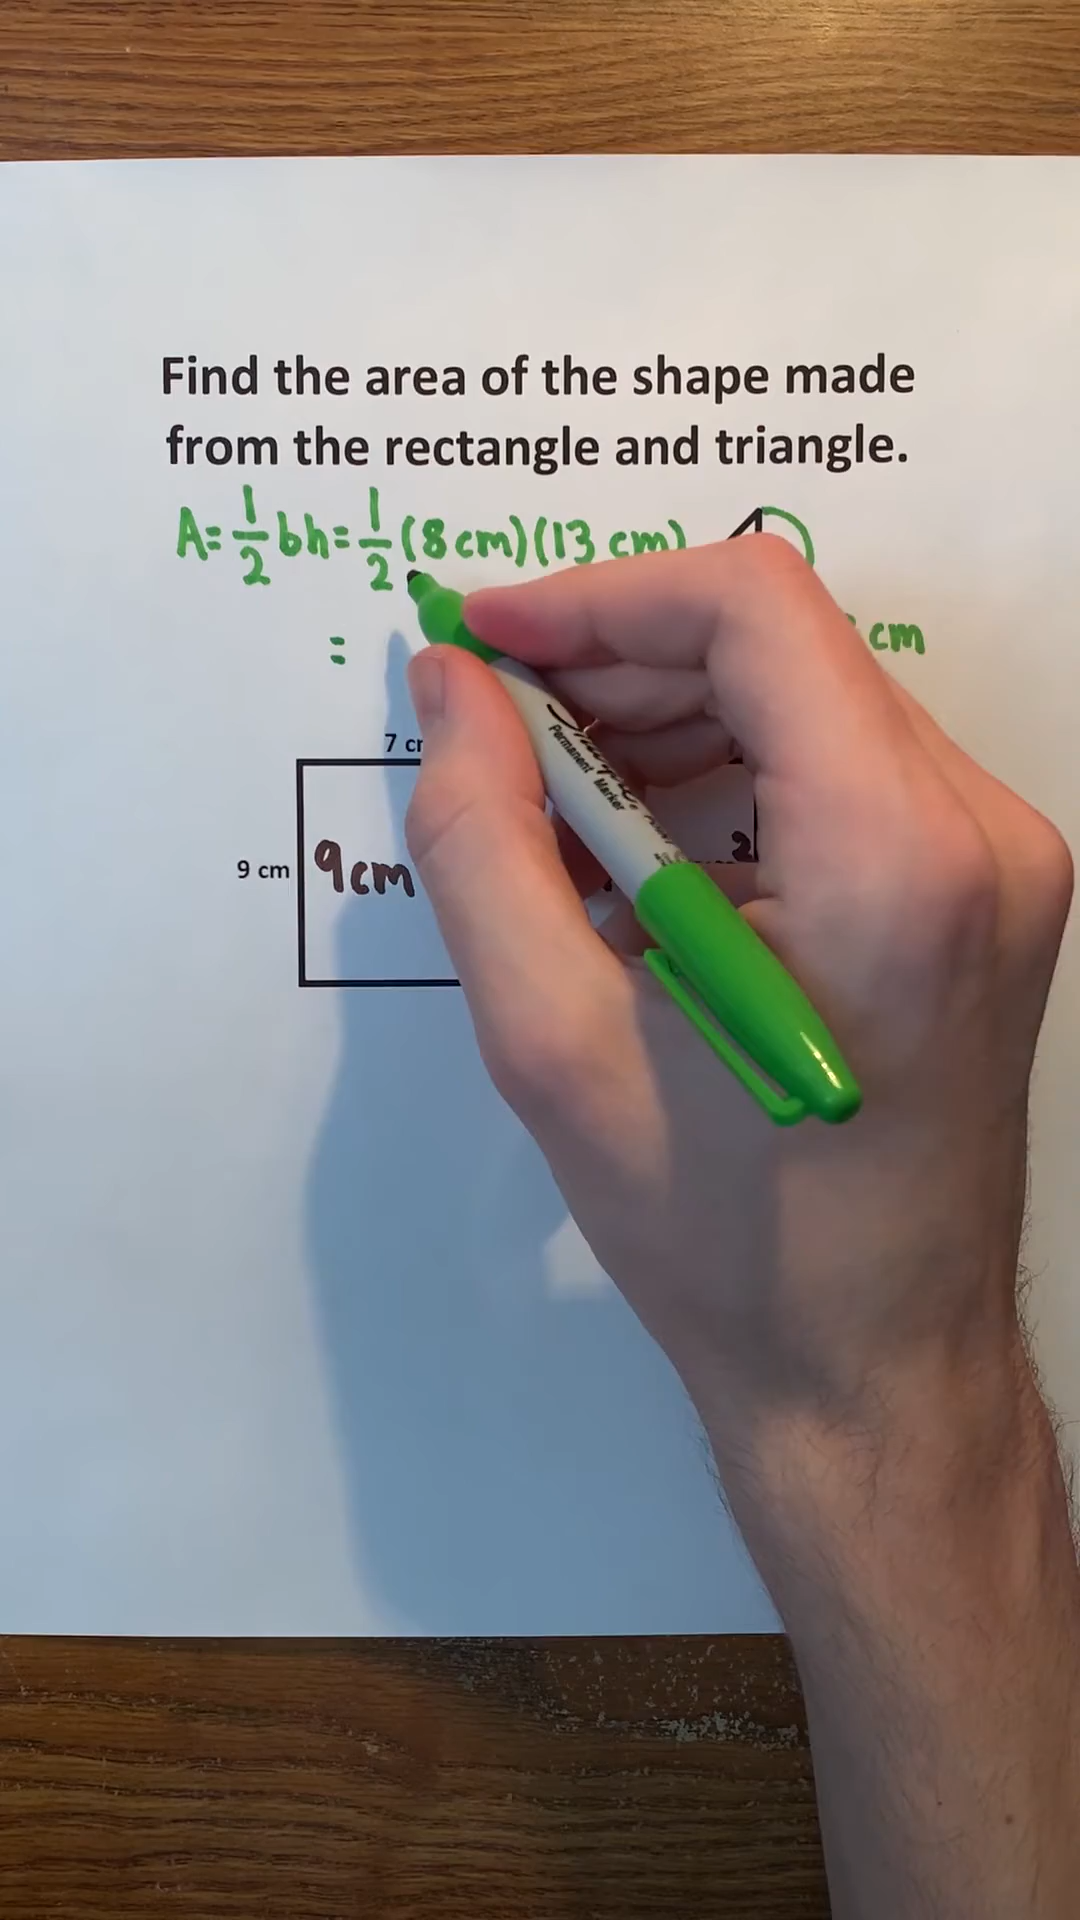 Find the area of the shape made
from the rectangle and triangle.
A=1/2bh=1/2(8cm)(13 cm)
=
cm
7
9 cm
9cm
2
Permanent Marker